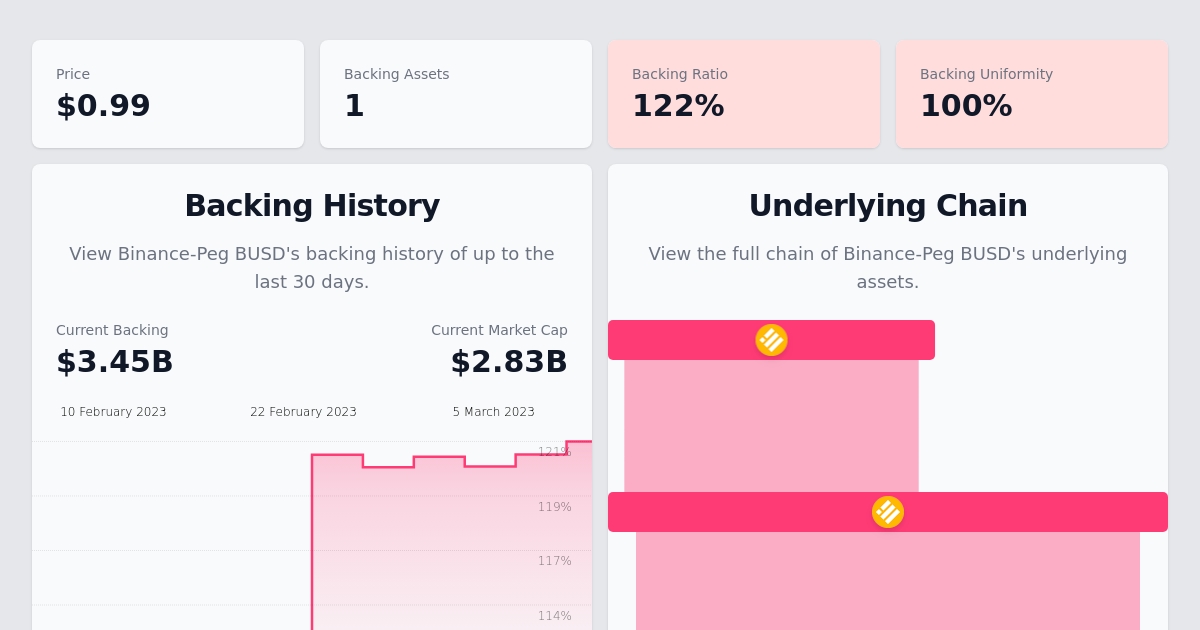 Price
$0.99
Backing Assets
1
Backing Ratio
122%
Backing Uniformity
100%
Backing History
View Binance-Peg BUSD's backing history of up to the
last 30 days.
Current Backing
$3.45B
Current Market Cap
$2.83B
10 February 2023
22 February 2023
5 March 2023
121%
119%
117%
114%
Underlying Chain
View the full chain of Binance-Peg BUSD's underlying
assets.